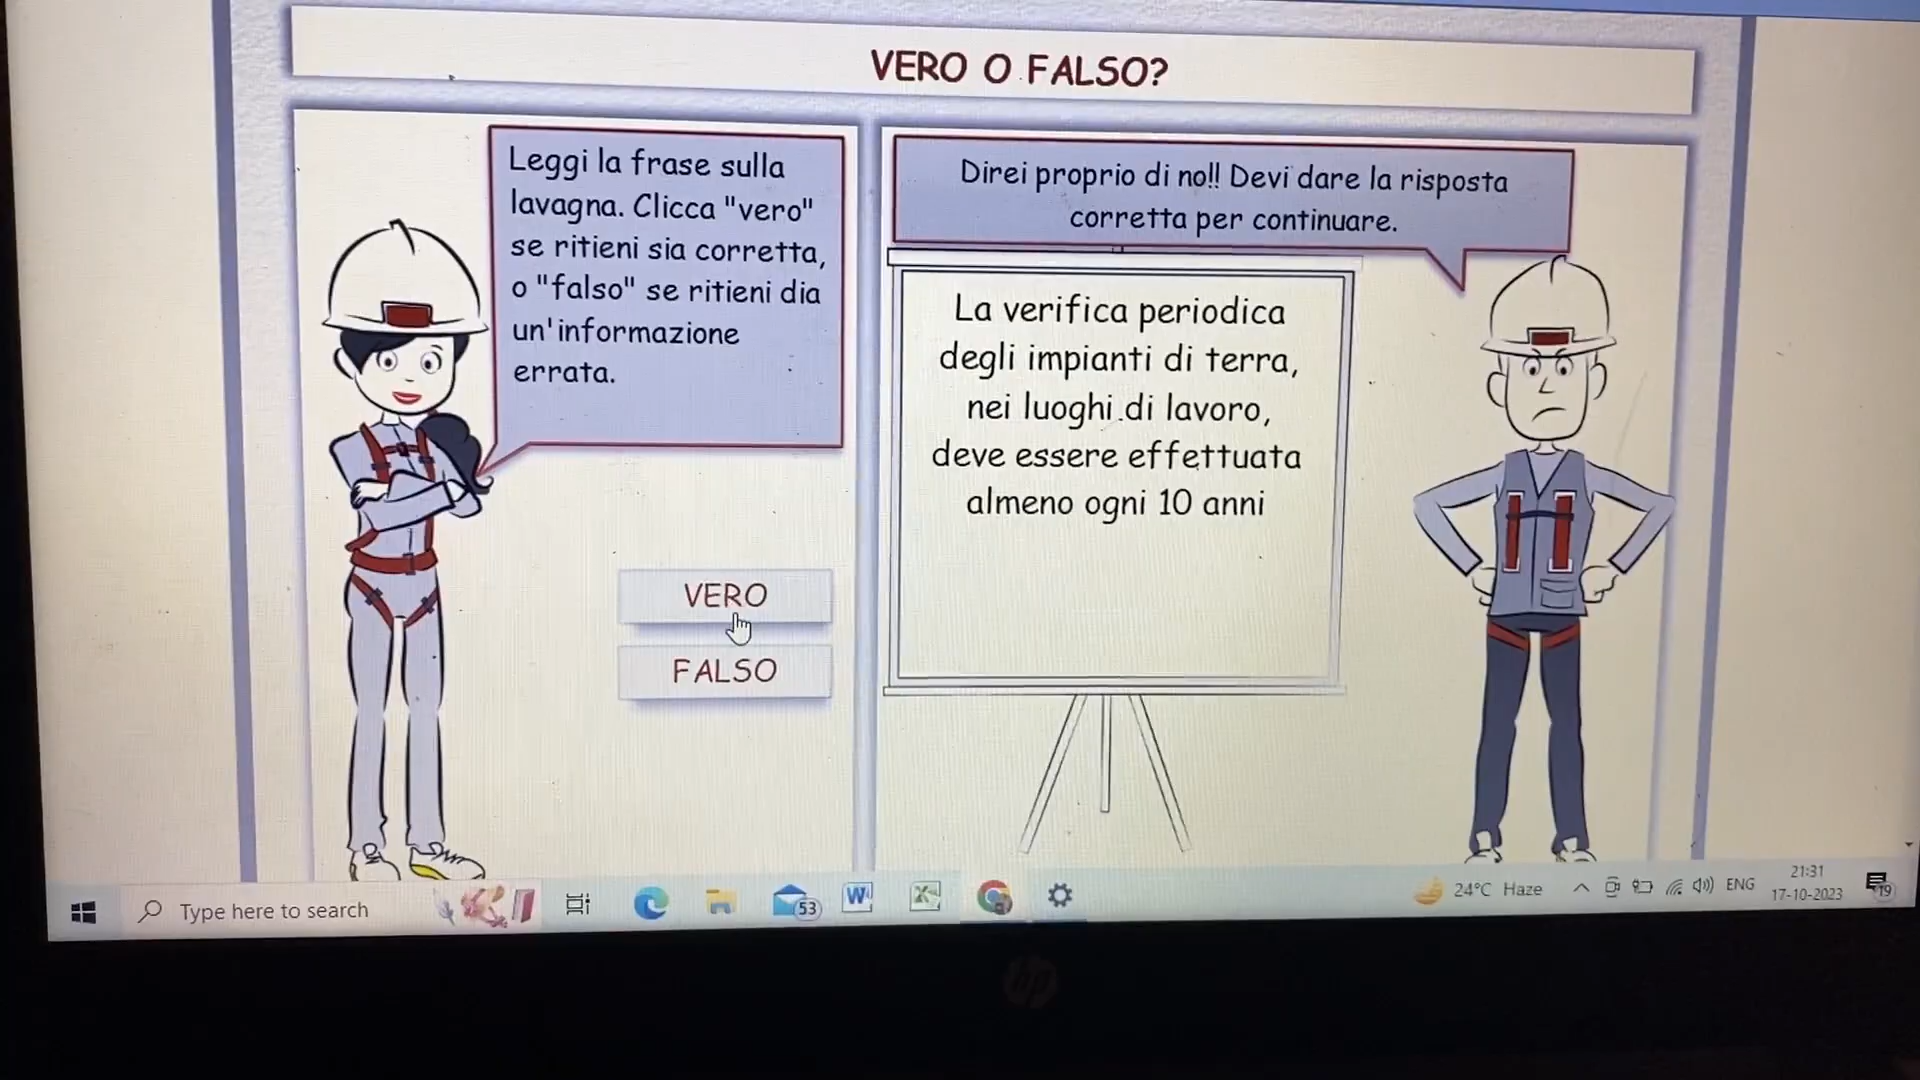 VERO O FALSO?
Leggi la frase sulla
lavagna. Clicca "vero"
se ritieni sia corretta,
o "falso" se ritieni dia
un'informazione
errata.
VERO
FALSO
Direi proprio di no!! Devi dare la risposta
corretta per continuare.
La verifica periodica
degli impianti di terra,
nei luoghi di lavoro,
deve essere effettuata
almeno ogni 10 anni
Type here to search
53
24°C Haze
ENG
21:31
17-10-2023
19
hp